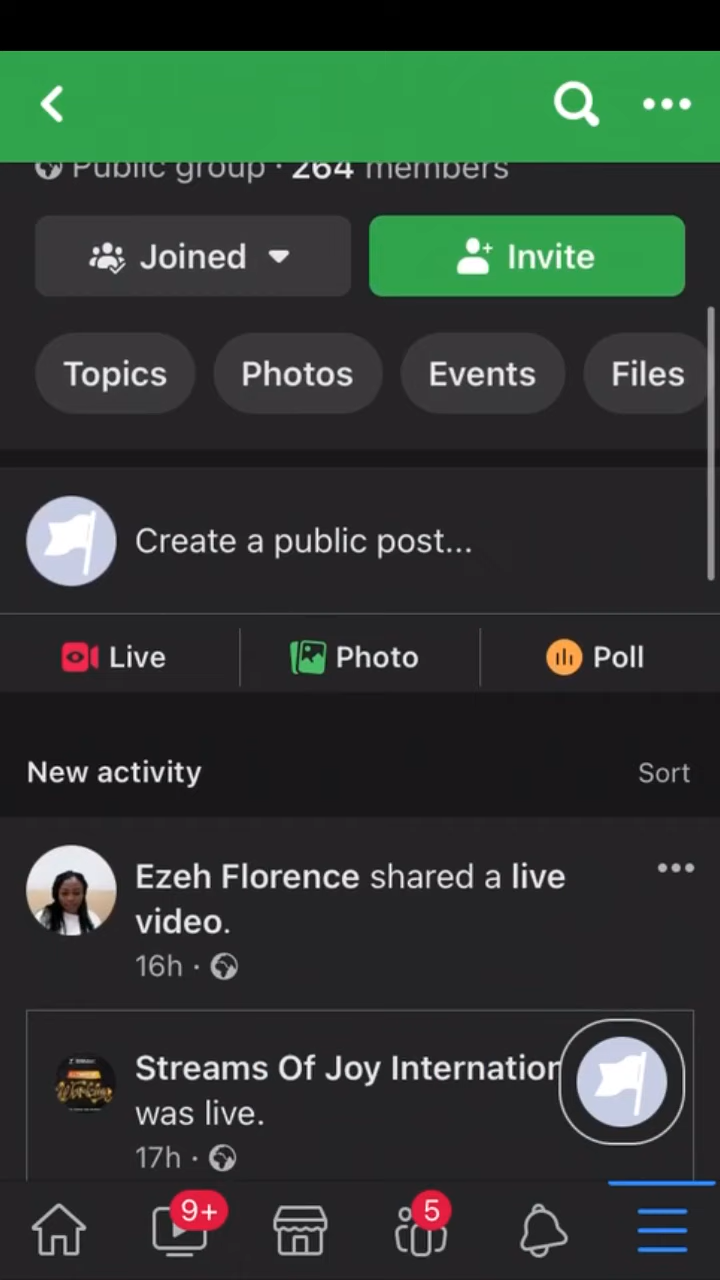 Public group · 264 members
Joined Invite
Topics Photos Events Files
Create a public post...
Live Photo Poll
New activity Sort
Ezeh Florence shared a live
video.
16h ·
Streams Of Joy Internation
was live.
17h ·
9+ 5